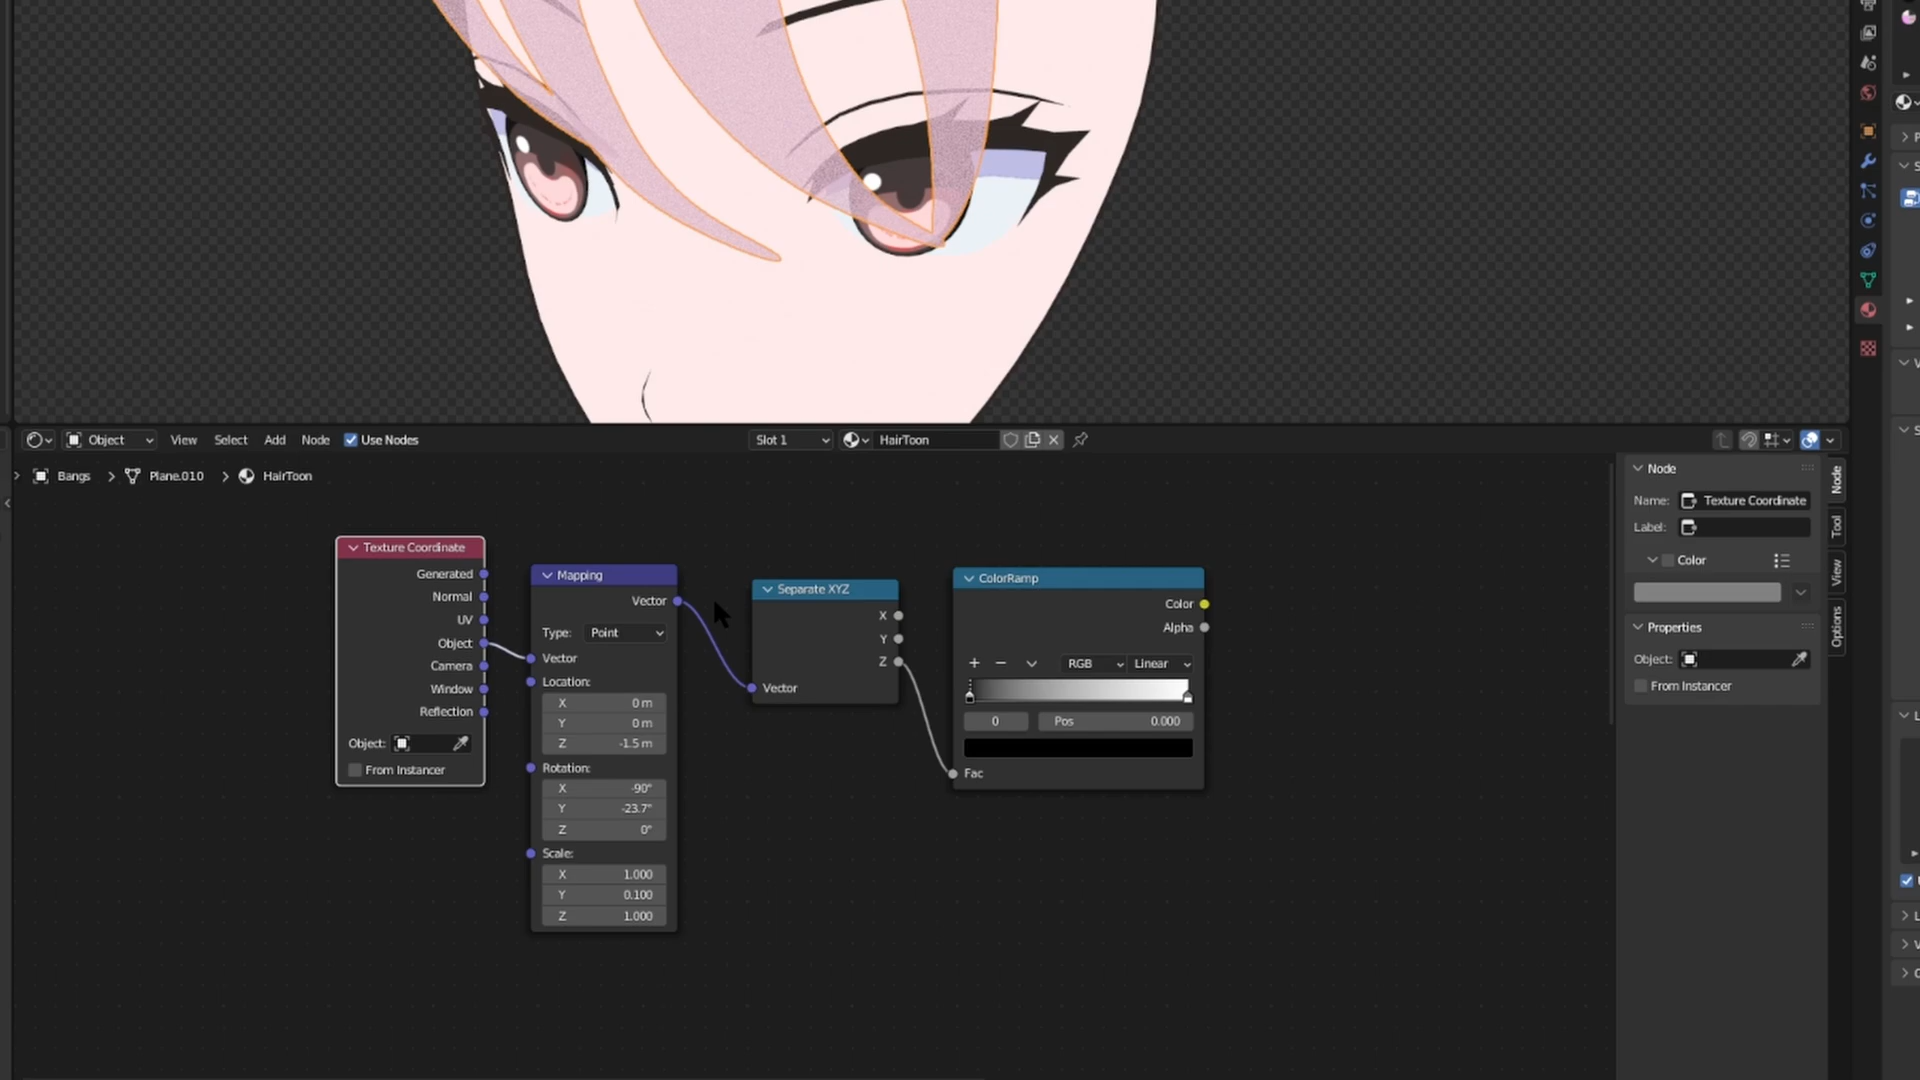 Object
View
Select
Add
Node
Use Nodes
Slot 1
HairToon
Bangs
Plane.010
HairToon
Texture Coordinate
Generated
Normal
UV
Object
Camera
Window
Reflection
Object:
From Instancer
Mapping
Vector
Type: Point
Vector
Location:
X 0 m
Y 0 m
Z -1.5 m
Rotation:
X -90°
Y -23.7°
Z 0°
Scale:
X 1.000
Y 0.100
Z 1.000
Separate XYZ
X
Y
Z
Vector
ColorRamp
Color
Alpha
RGB Linear
0 Pos 0.000
Fac
Node
Name: Texture Coordinate
Label:
Color
Properties
Object:
From Instancer
Node
Tool
View
Options